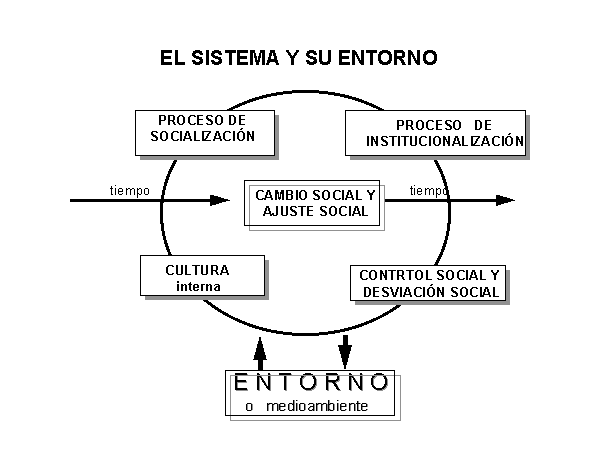 EL SISTEMA Y SU ENTORNO
PROCESO DE
SOCIALIZACIÓN
PROCESO DE
INSTITUCIONALIZACIÓN
tiempo
CAMBIO SOCIAL Y
AJUSTE SOCIAL
tiempo
CULTURA
interna
CONTRTOL SOCIAL Y
DESVIACIÓN SOCIAL
ENTORNO
o medioambiente